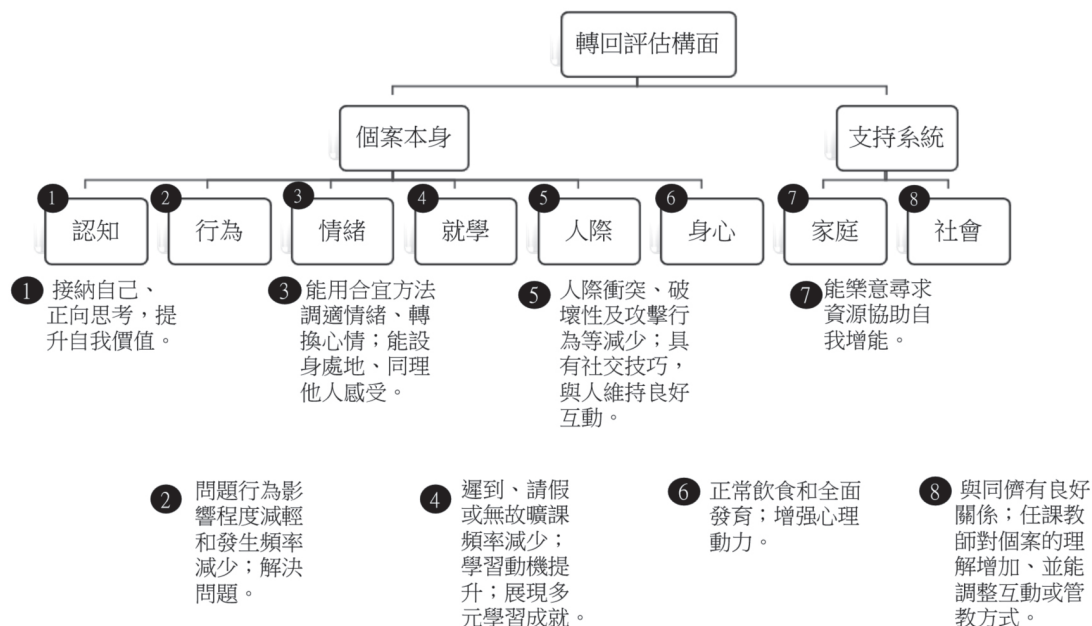 轉回評估構面
個案本身
支持系統
1
認知
2
行為
3
情緒
4
就學
5
人際
6
身心
7
家庭
8
社會
1 接納自己、
正向思考，提
升自我價值。
3 能用合宜方法
調適情緒、轉
換心情；能設
身處地、同理
他人感受。
5 人際衝突、破
壞性及攻擊行
為等減少；具
有社交技巧，
與人維持良好
互動。
7 能樂意尋求
資源協助自
我增能。
2 問題行為影
響程度減輕
和發生頻率
減少；解決
問題。
4 遲到、請假
或無故曠課
頻率減少；
學習動機提
升；展現多
元學習成就。
6 正常飲食和全面
發育；增强心理
動力。
8 與同儕有良好
關係；任課教
師對個案的理
解增加、並能
調整互動或管
教方式。